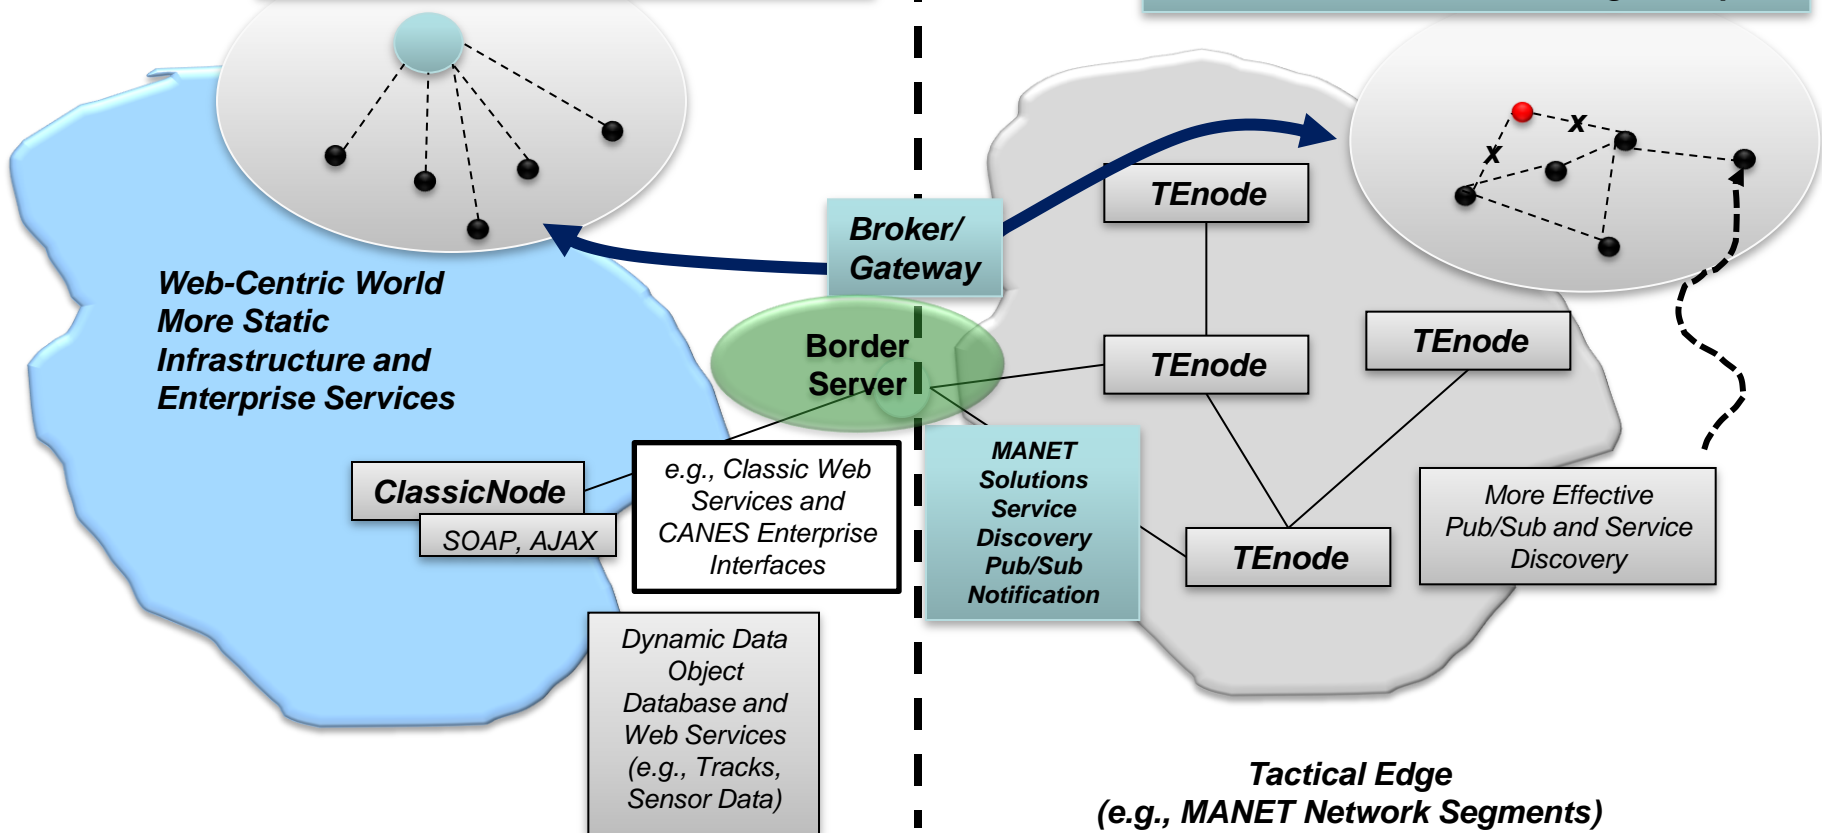 Web-Centric World
More Static
Infrastructure and
Enterprise Services
Broker/
Gateway
Border
Server
ClassicNode
SOAP, AJAX
e.g., Classic Web
Services and
CANES Enterprise
Interfaces
Dynamic Data
Object
Database and
Web Services
(e.g., Tracks,
Sensor Data)
TEnode
TEnode
TEnode
TEnode
x
x
MANET
Solutions
Service
Discovery
Pub/Sub
Notification
More Effective
Pub/Sub and Service
Discovery
Tactical Edge
(e.g., MANET Network Segments)